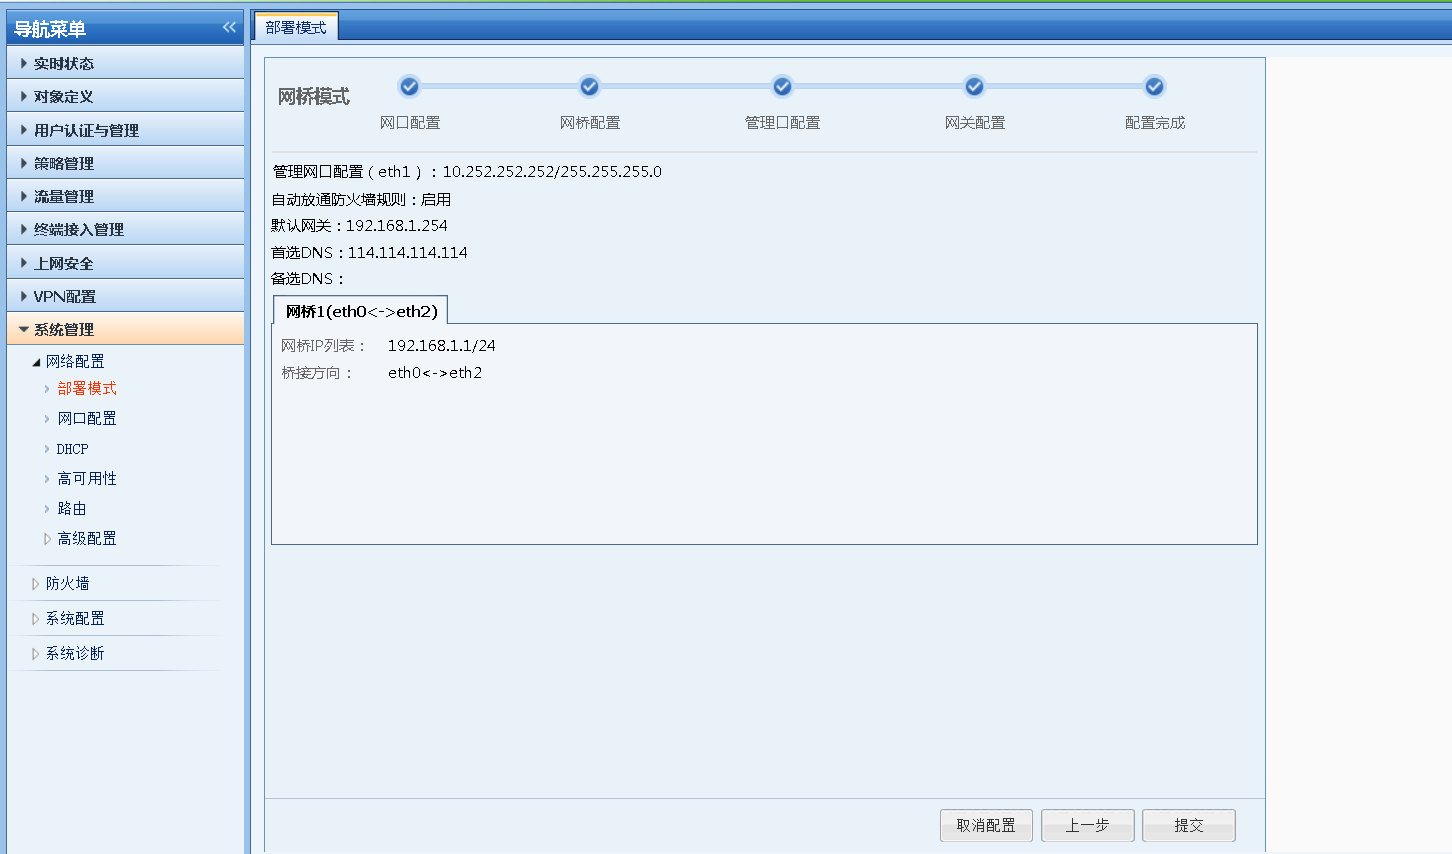 导航菜单
实时状态
对象定义
用户认证与管理
策略管理
流量管理
终端接入管理
上网安全
VPN配置
系统管理
网络配置
部署模式
网口配置
DHCP
高可用性
路由
高级配置
防火墙
系统配置
系统诊断
部署模式
网桥模式
网口配置
网桥配置
管理口配置
网关配置
配置完成
管理网口配置（eth1）：10.252.252.252/255.255.255.0
自动放通防火墙规则：启用
默认网关：192.168.1.254
首选DNS：114.114.114.114
备选DNS：
网桥1(eth0<->eth2)
网桥IP列表： 192.168.1.1/24
桥接方向： eth0<->eth2
取消配置
上一步
提交